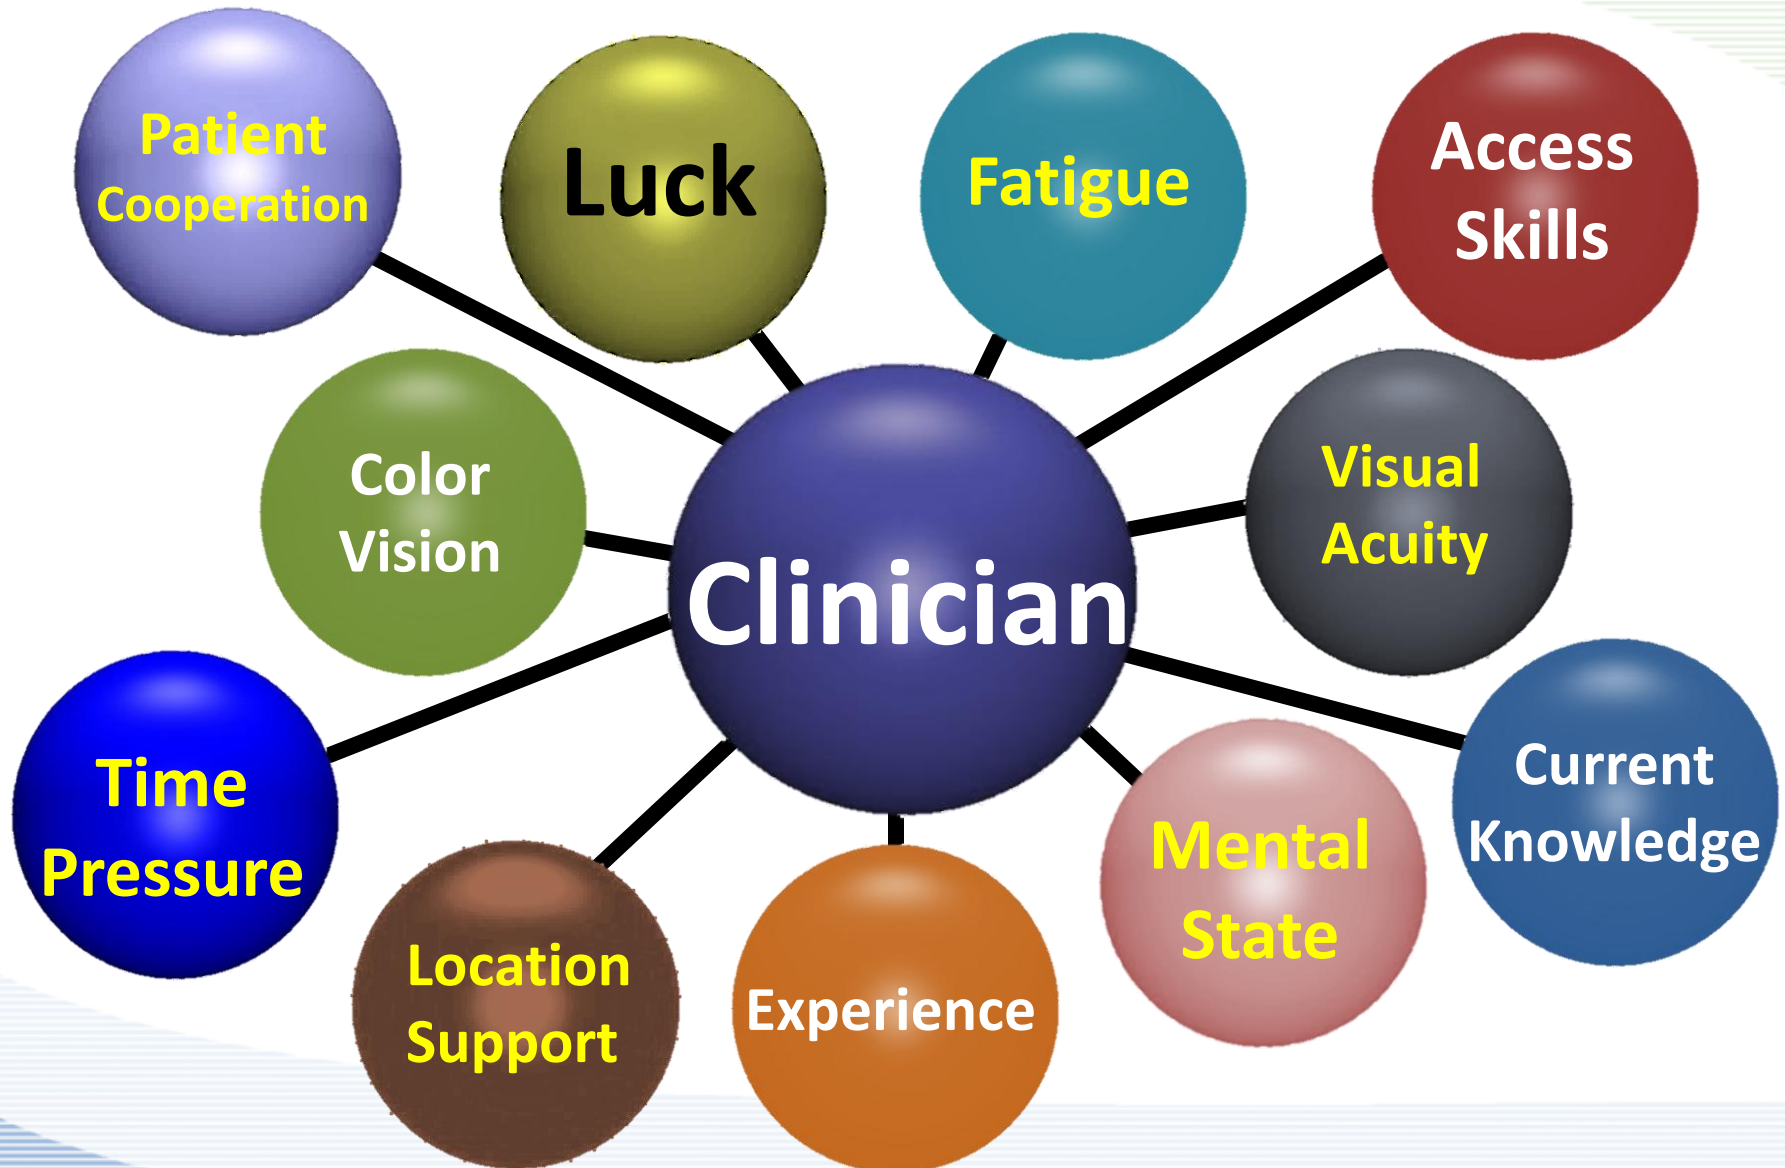 Patient
Cooperation
Luck
Fatigue
Access
Skills
Color
Vision
Visual
Acuity
Clinician
Time
Pressure
Location
Support
Experience
Mental
State
Current
Knowledge